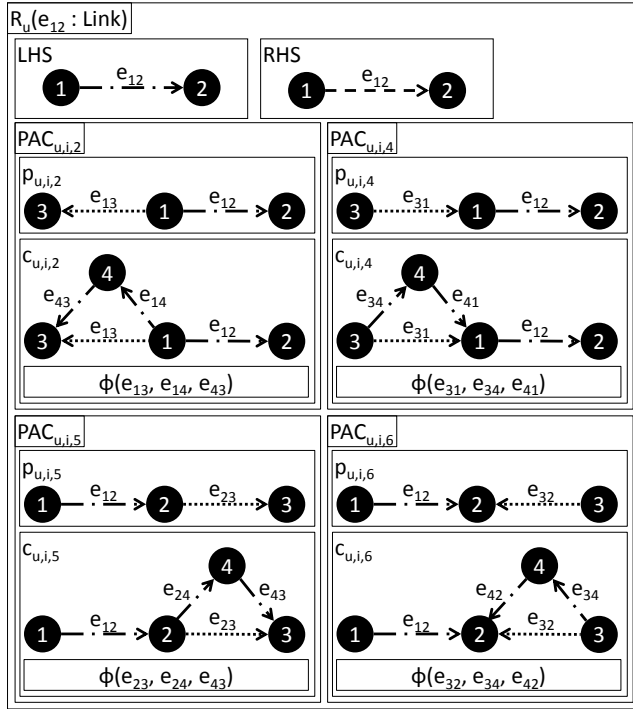 R_u(e_12 : Link)
LHS
RHS
e_12
e_12
1 2
1 2
PAC_u,i,2
PAC_u,i,4
p_u,i,2
p_u,i,4
e_13 e_12
e_31 e_12
3 1 2
3 1 2
c_u,i,2
c_u,i,4
4
4
e_43 e_14
e_34 e_41
e_13 e_12
e_31 e_12
3 1 2
3 1 2
ϕ(e_13, e_14, e_43)
ϕ(e_31, e_34, e_41)
PAC_u,i,5
PAC_u,i,6
p_u,i,5
p_u,i,6
e_12 e_23
e_12 e_32
1 2 3
1 2 3
c_u,i,5
c_u,i,6
4
4
e_24 e_43
e_42 e_34
e_12 e_23
e_12 e_32
1 2 3
1 2 3
ϕ(e_23, e_24, e_43)
ϕ(e_32, e_34, e_42)